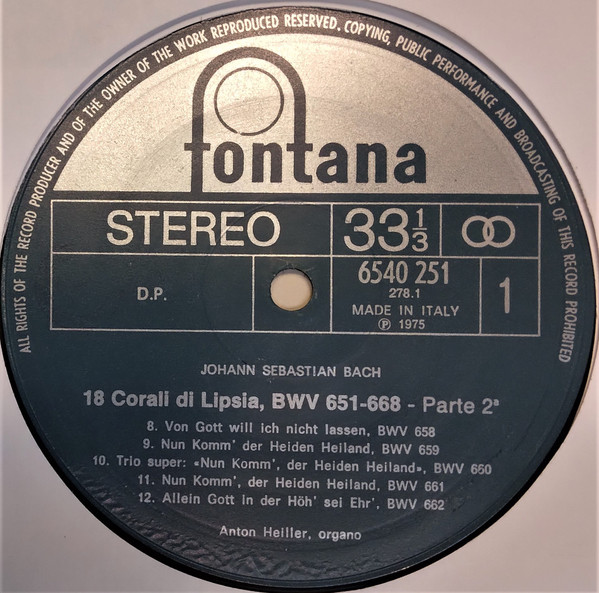 ALL RIGHTS OF THE RECORD PRODUCER AND OF THE OWNER OF THE WORK REPRODUCED RESERVED. COPYING, PUBLIC PERFORMANCE AND BROADCASTING OF THIS RECORD PROHIBITED
fontana
STEREO 33⅓
D.P. 6540 251
278.1
MADE IN ITALY
Ⓟ 1975
1
JOHANN SEBASTIAN BACH
18 Corali di Lipsia, BWV 651-668 - Parte 2ª
8. Von Gott will ich nicht lassen, BWV 658
9. Nun Komm' der Heiden Heiland, BWV 659
10. Trio super: «Nun Komm', der Heiden Heiland», BWV 660
11. Nun Komm', der Heiden Heiland, BWV 661
12. Allein Gott in der Höh' sei Ehr', BWV 662
Anton Heiller, organo